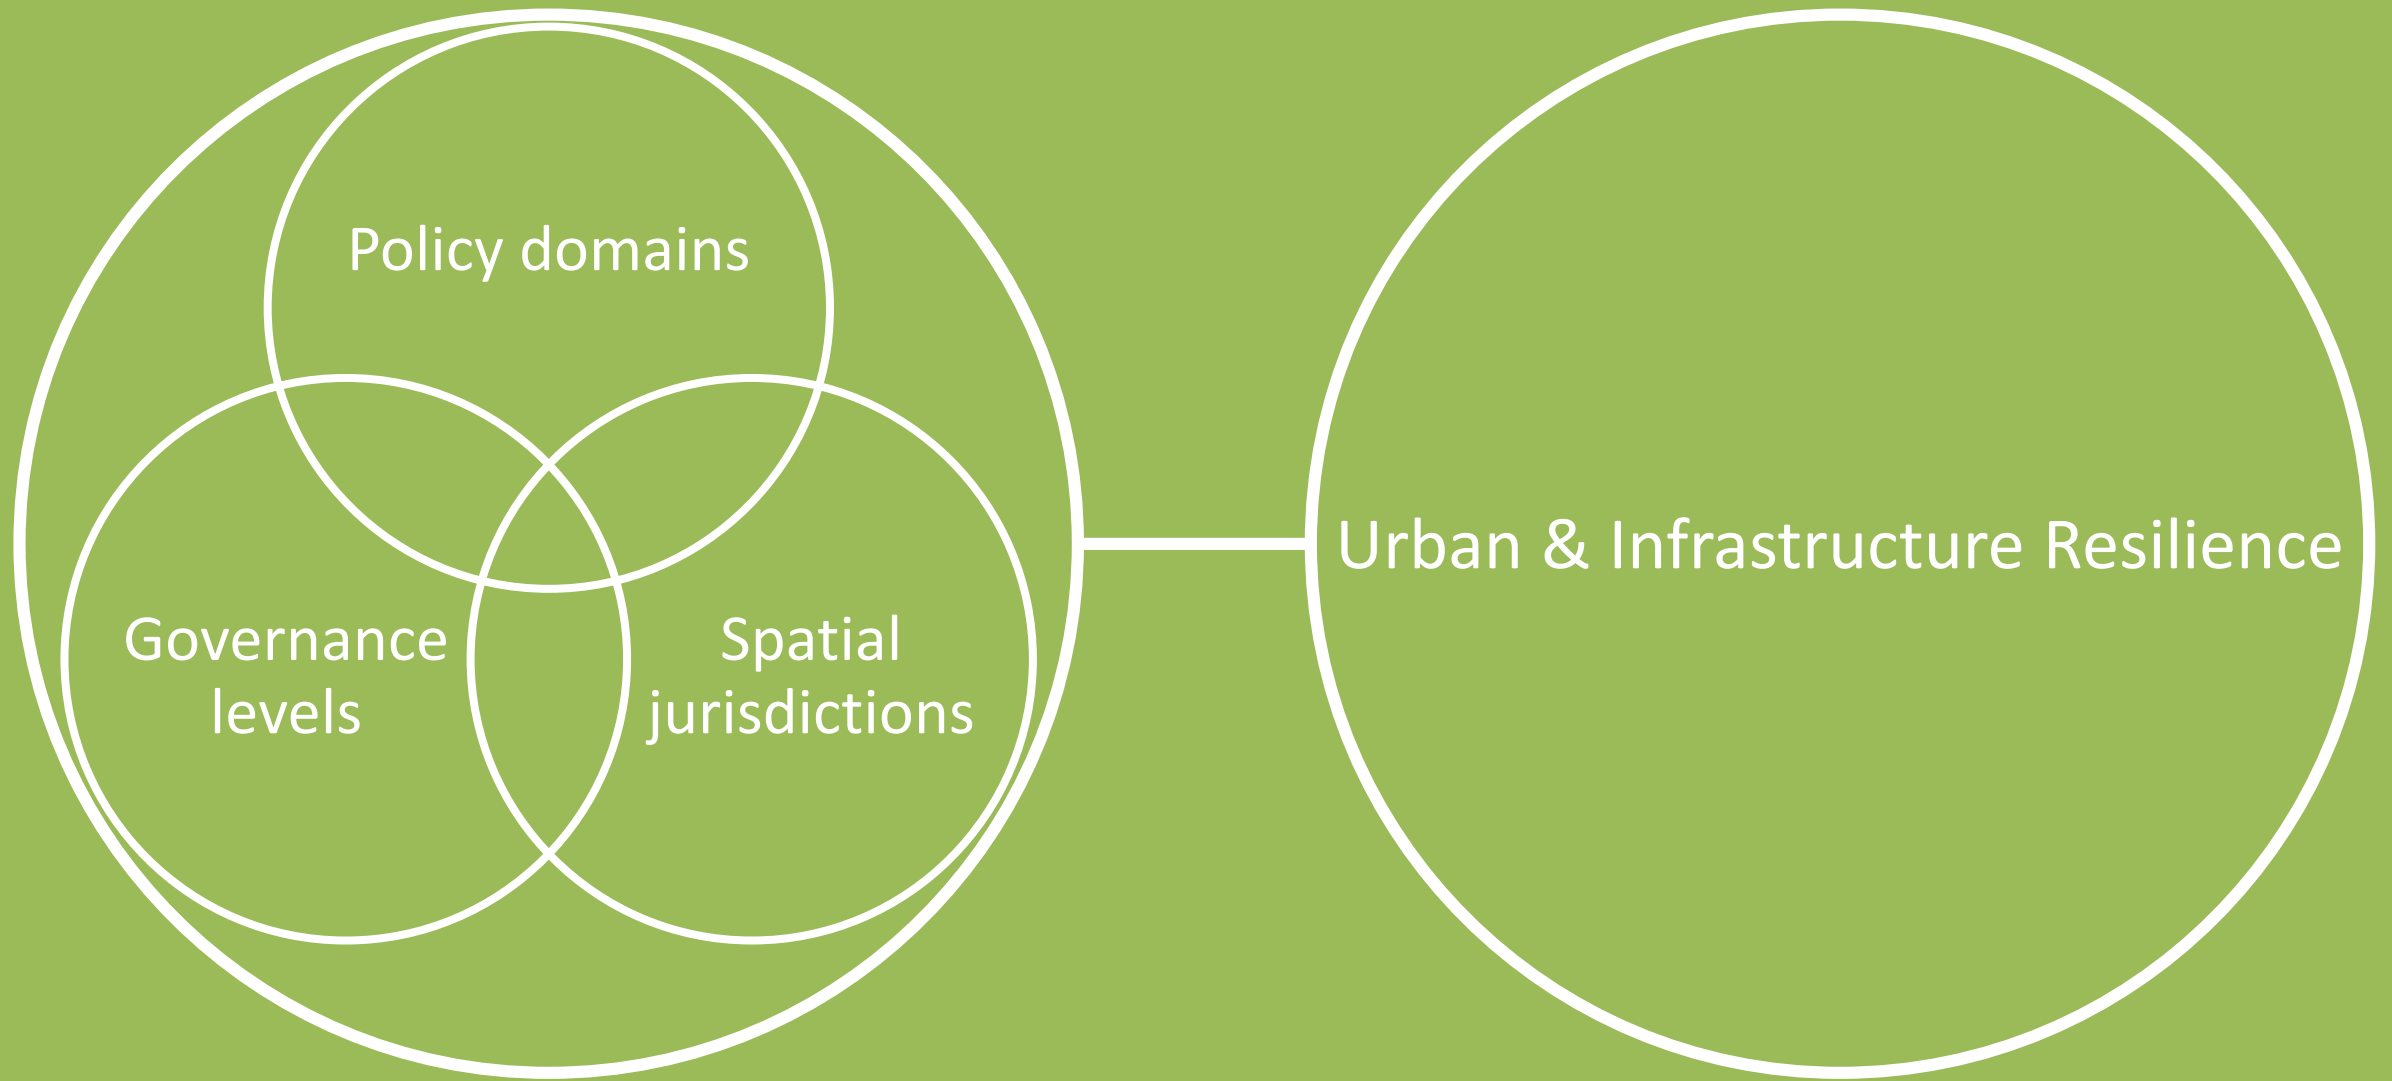 Policy domains
Governance
levels
Spatial
jurisdictions
Urban & Infrastructure Resilience